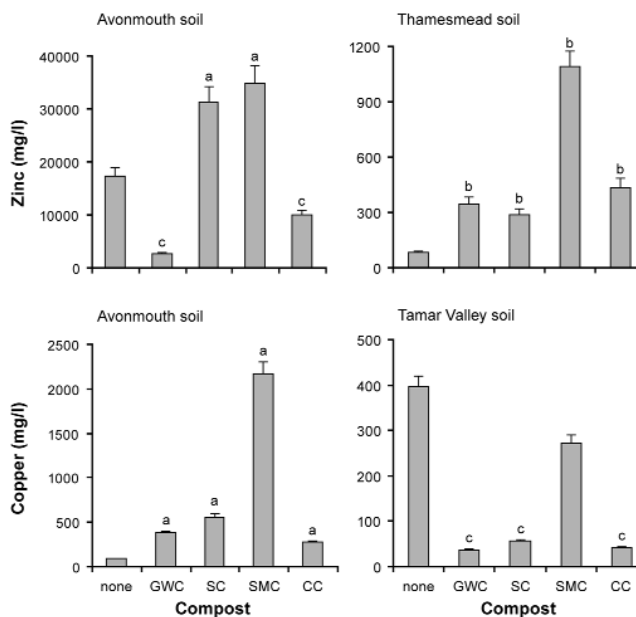 Avonmouth soil
Thamesmead soil
40000
30000
20000
10000
0
Zinc (mg/l)
a
a
c
c
1200
900
600
300
0
b
b
b
b
Avonmouth soil
Tamar Valley soil
2500
2000
1500
1000
500
0
Copper (mg/l)
a
a
a
a
none GWC SC SMC CC
Compost
500
400
300
200
100
0
c
c
c
none GWC SC SMC CC
Compost